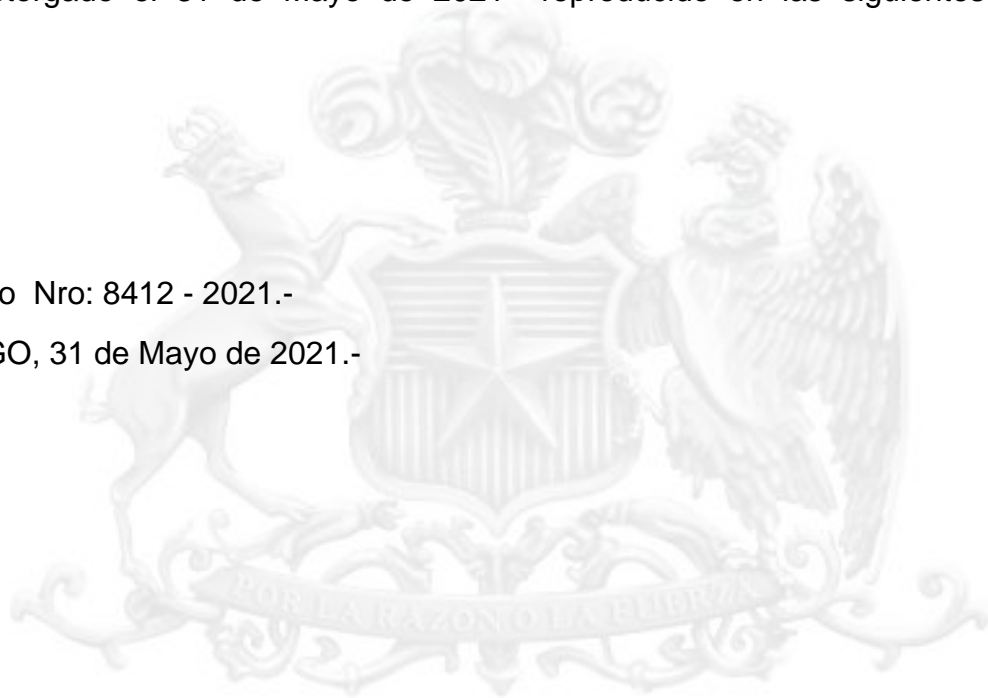 otorgado el 31 de Mayo de 2021 reproducido en las siguientes
o Nro: 8412 - 2021.-
GO, 31 de Mayo de 2021.-
POR LA RAZON O LA FUERZA